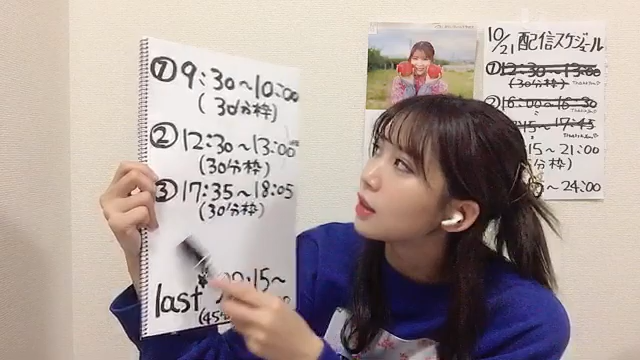 ① 9:30~10:00
(30分枠)
② 12:30~13:00
(30分枠)
③ 17:35~18:05
(30分枠)
last
10/21 配信スケジュール
① 12:30~13:00
(30分枠)
② 16:00~16:30
15~17:45
15~21:00
分枠)
~24:00